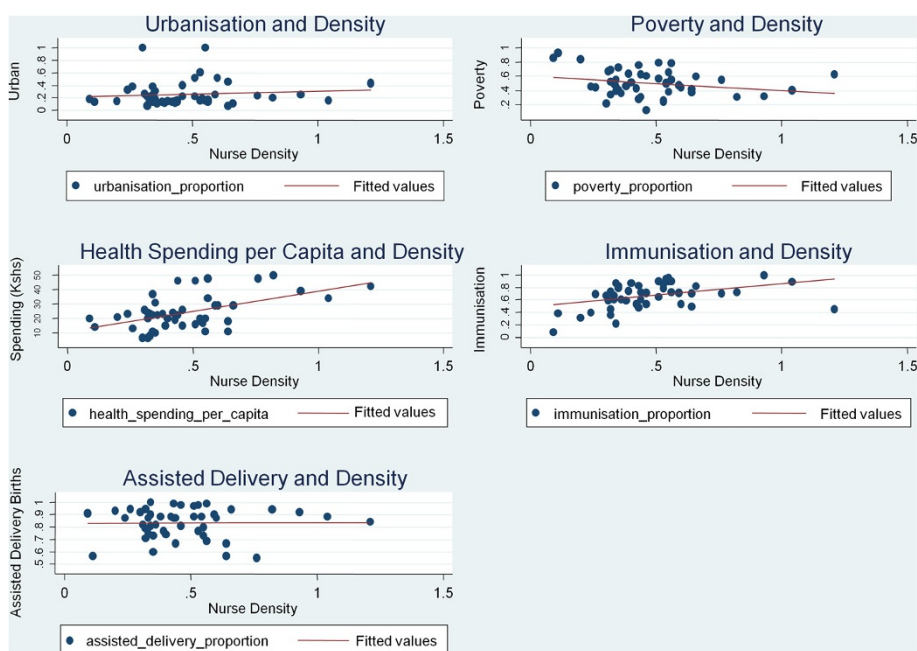 Urbanisation and Density
Urban
0 .2 .4 .6 .8 1
0 .5 1 1.5
Nurse Density
urbanisation_proportion Fitted values
Poverty and Density
Poverty
.2 .4 .6 .8 1
0 .5 1 1.5
Nurse Density
poverty_proportion Fitted values
Health Spending per Capita and Density
Spending (Kshs)
10 20 30 40 50
0 .5 1 1.5
Nurse Density
health_spending_per_capita Fitted values
Immunisation and Density
Immunisation
0 .2 .4 .6 .8 1
0 .5 1 1.5
Nurse Density
immunisation_proportion Fitted values
Assisted Delivery and Density
Assisted Delivery Births
.5 .6 .7 .8 .9 1
0 .5 1 1.5
Nurse Density
assisted_delivery_proportion Fitted values